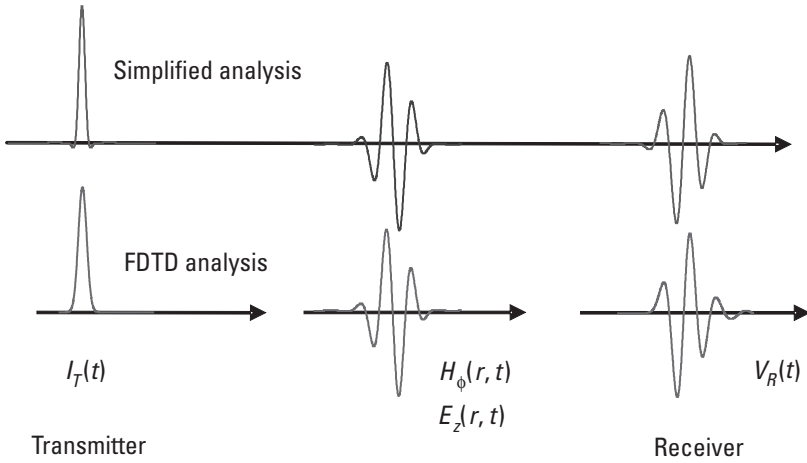 Simplified analysis
FDTD analysis
I_T(t)
H_ϕ(r, t)
V_R(t)
E_z(r, t)
Transmitter
Receiver